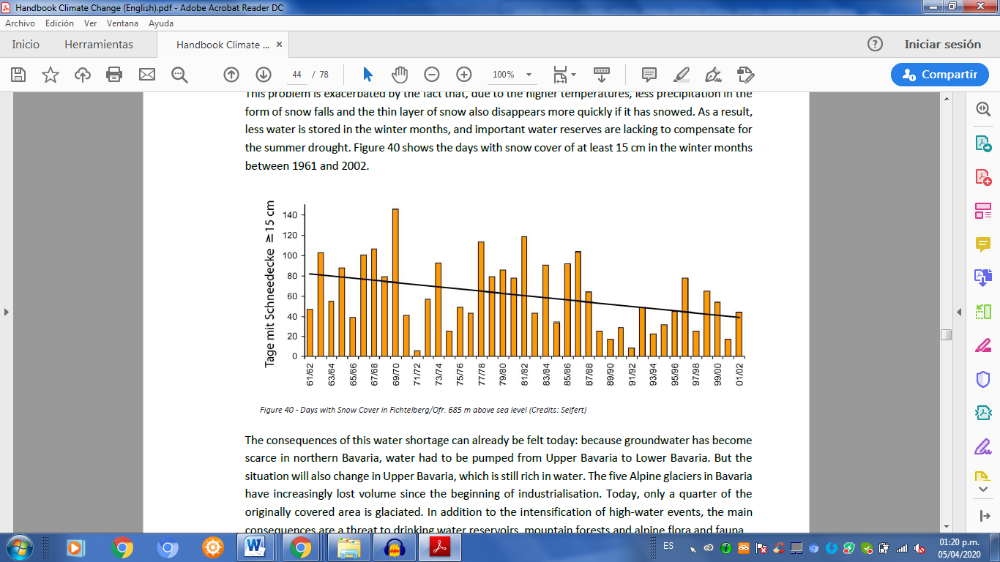 Handbook Climate Change (English).pdf - Adobe Acrobat Reader DC
Archivo Edición Ver Ventana Ayuda
Inicio Herramientas Handbook Climate ... × Iniciar sesión
44 / 78 100% Compartir
This problem is exacerbated by the fact that, due to the higher temperatures, less precipitation in the
form of snow falls and the thin layer of snow also disappears more quickly if it has snowed. As a result,
less water is stored in the winter months, and important water reserves are lacking to compensate for
the summer drought. Figure 40 shows the days with snow cover of at least 15 cm in the winter months
between 1961 and 2002.
Tage mit Schneedecke ≥15 cm
140
120
100
80
60
40
20
0
61/62 63/64 65/66 67/68 69/70 71/72 73/74 75/76 77/78 79/80 81/82 83/84 85/86 87/88 89/90 91/92 93/94 95/96 97/98 99/00 01/02
Figure 40 - Days with Snow Cover in Fichtelberg/Ofr. 685 m above sea level (Credits: Seifert)
The consequences of this water shortage can already be felt today: because groundwater has become
scarce in northern Bavaria, water had to be pumped from Upper Bavaria to Lower Bavaria. But the
situation will also change in Upper Bavaria, which is still rich in water. The five Alpine glaciers in Bavaria
have increasingly lost volume since the beginning of industrialisation. Today, only a quarter of the
originally covered area is glaciated. In addition to the intensification of high-water events, the main
consequences are a threat to drinking water reservoirs, mountain forests and alpine flora and fauna.
ES
01:20 p.m.
05/04/2020